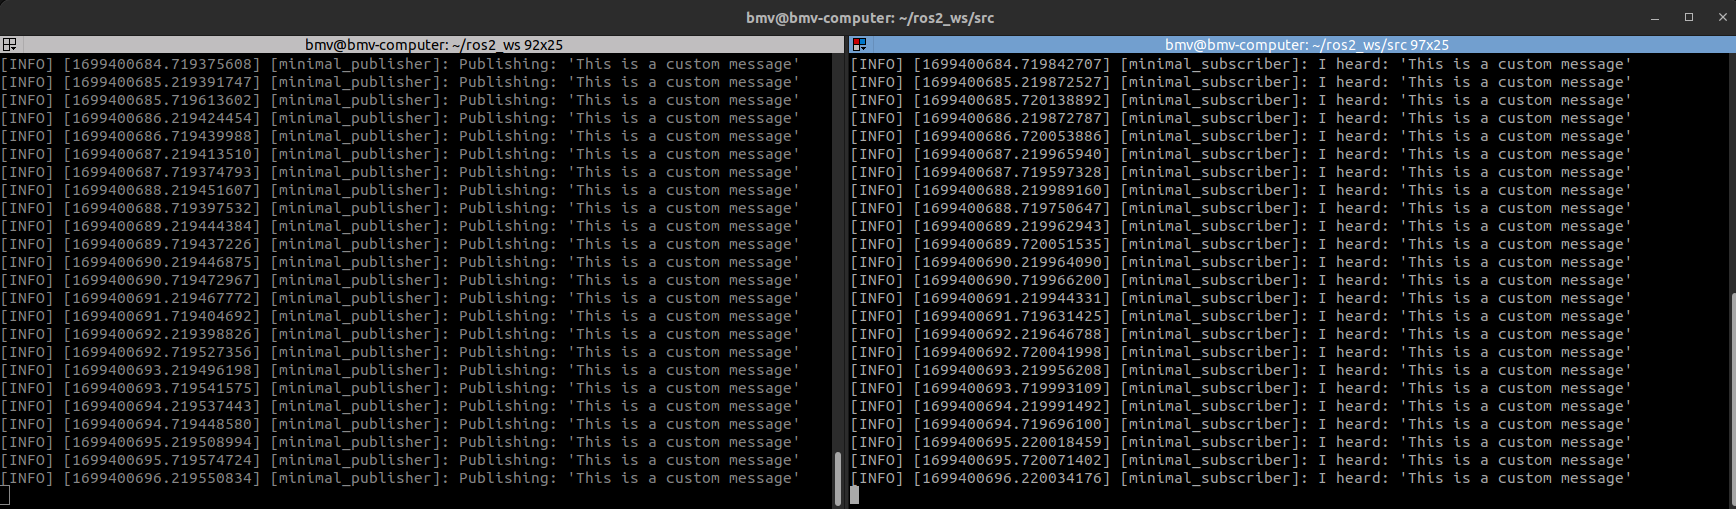 bmv@bmv-computer: ~/ros2_ws/src
bmv@bmv-computer: ~/ros2_ws 92x25
[INFO] [1699400684.719375608] [minimal_publisher]: Publishing: 'This is a custom message'
[INFO] [1699400685.219391747] [minimal_publisher]: Publishing: 'This is a custom message'
[INFO] [1699400685.719613602] [minimal_publisher]: Publishing: 'This is a custom message'
[INFO] [1699400686.219424454] [minimal_publisher]: Publishing: 'This is a custom message'
[INFO] [1699400686.719439988] [minimal_publisher]: Publishing: 'This is a custom message'
[INFO] [1699400687.219413510] [minimal_publisher]: Publishing: 'This is a custom message'
[INFO] [1699400687.719374793] [minimal_publisher]: Publishing: 'This is a custom message'
[INFO] [1699400688.219451607] [minimal_publisher]: Publishing: 'This is a custom message'
[INFO] [1699400688.719397532] [minimal_publisher]: Publishing: 'This is a custom message'
[INFO] [1699400689.219444384] [minimal_publisher]: Publishing: 'This is a custom message'
[INFO] [1699400689.719437226] [minimal_publisher]: Publishing: 'This is a custom message'
[INFO] [1699400690.219446875] [minimal_publisher]: Publishing: 'This is a custom message'
[INFO] [1699400690.719472967] [minimal_publisher]: Publishing: 'This is a custom message'
[INFO] [1699400691.219467772] [minimal_publisher]: Publishing: 'This is a custom message'
[INFO] [1699400691.719404692] [minimal_publisher]: Publishing: 'This is a custom message'
[INFO] [1699400692.219398826] [minimal_publisher]: Publishing: 'This is a custom message'
[INFO] [1699400692.719527356] [minimal_publisher]: Publishing: 'This is a custom message'
[INFO] [1699400693.219496198] [minimal_publisher]: Publishing: 'This is a custom message'
[INFO] [1699400693.719541575] [minimal_publisher]: Publishing: 'This is a custom message'
[INFO] [1699400694.219537443] [minimal_publisher]: Publishing: 'This is a custom message'
[INFO] [1699400694.719448580] [minimal_publisher]: Publishing: 'This is a custom message'
[INFO] [1699400695.219508994] [minimal_publisher]: Publishing: 'This is a custom message'
[INFO] [1699400695.719574724] [minimal_publisher]: Publishing: 'This is a custom message'
[INFO] [1699400696.219550834] [minimal_publisher]: Publishing: 'This is a custom message'
bmv@bmv-computer: ~/ros2_ws/src 97x25
[INFO] [1699400684.719842707] [minimal_subscriber]: I heard: 'This is a custom message'
[INFO] [1699400685.219872527] [minimal_subscriber]: I heard: 'This is a custom message'
[INFO] [1699400685.720138892] [minimal_subscriber]: I heard: 'This is a custom message'
[INFO] [1699400686.219872787] [minimal_subscriber]: I heard: 'This is a custom message'
[INFO] [1699400686.720053886] [minimal_subscriber]: I heard: 'This is a custom message'
[INFO] [1699400687.219965940] [minimal_subscriber]: I heard: 'This is a custom message'
[INFO] [1699400687.719597328] [minimal_subscriber]: I heard: 'This is a custom message'
[INFO] [1699400688.219989160] [minimal_subscriber]: I heard: 'This is a custom message'
[INFO] [1699400688.719750647] [minimal_subscriber]: I heard: 'This is a custom message'
[INFO] [1699400689.219962943] [minimal_subscriber]: I heard: 'This is a custom message'
[INFO] [1699400689.720051535] [minimal_subscriber]: I heard: 'This is a custom message'
[INFO] [1699400690.219964090] [minimal_subscriber]: I heard: 'This is a custom message'
[INFO] [1699400690.719966200] [minimal_subscriber]: I heard: 'This is a custom message'
[INFO] [1699400691.219944331] [minimal_subscriber]: I heard: 'This is a custom message'
[INFO] [1699400691.719631425] [minimal_subscriber]: I heard: 'This is a custom message'
[INFO] [1699400692.219646788] [minimal_subscriber]: I heard: 'This is a custom message'
[INFO] [1699400692.720041998] [minimal_subscriber]: I heard: 'This is a custom message'
[INFO] [1699400693.219956208] [minimal_subscriber]: I heard: 'This is a custom message'
[INFO] [1699400693.719993109] [minimal_subscriber]: I heard: 'This is a custom message'
[INFO] [1699400694.219991492] [minimal_subscriber]: I heard: 'This is a custom message'
[INFO] [1699400694.719696100] [minimal_subscriber]: I heard: 'This is a custom message'
[INFO] [1699400695.220018459] [minimal_subscriber]: I heard: 'This is a custom message'
[INFO] [1699400695.720071402] [minimal_subscriber]: I heard: 'This is a custom message'
[INFO] [1699400696.220034176] [minimal_subscriber]: I heard: 'This is a custom message'